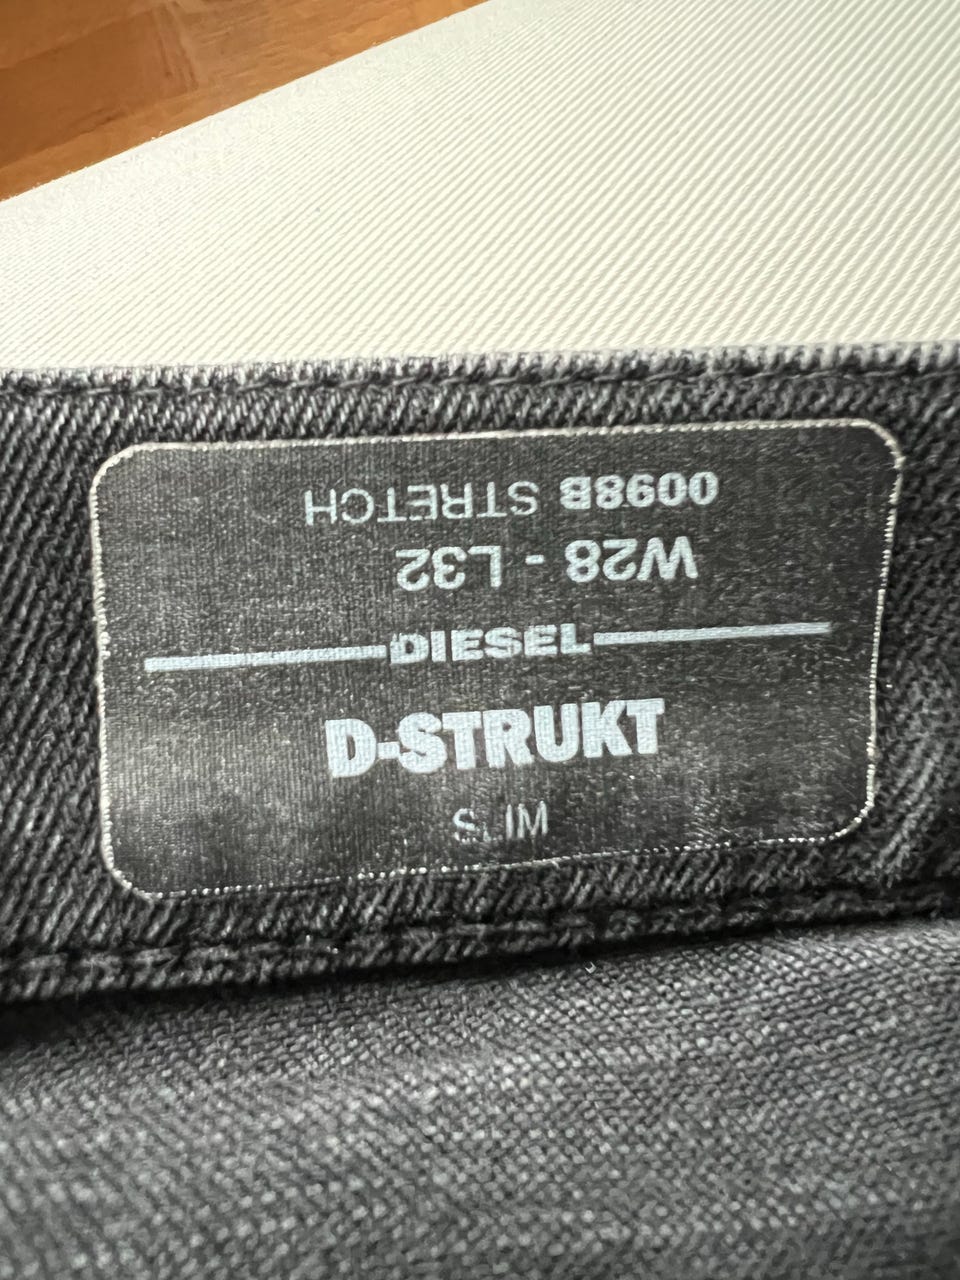 0098B STRETCH
W28 - L32
DIESEL
D-STRUKT
SLIM